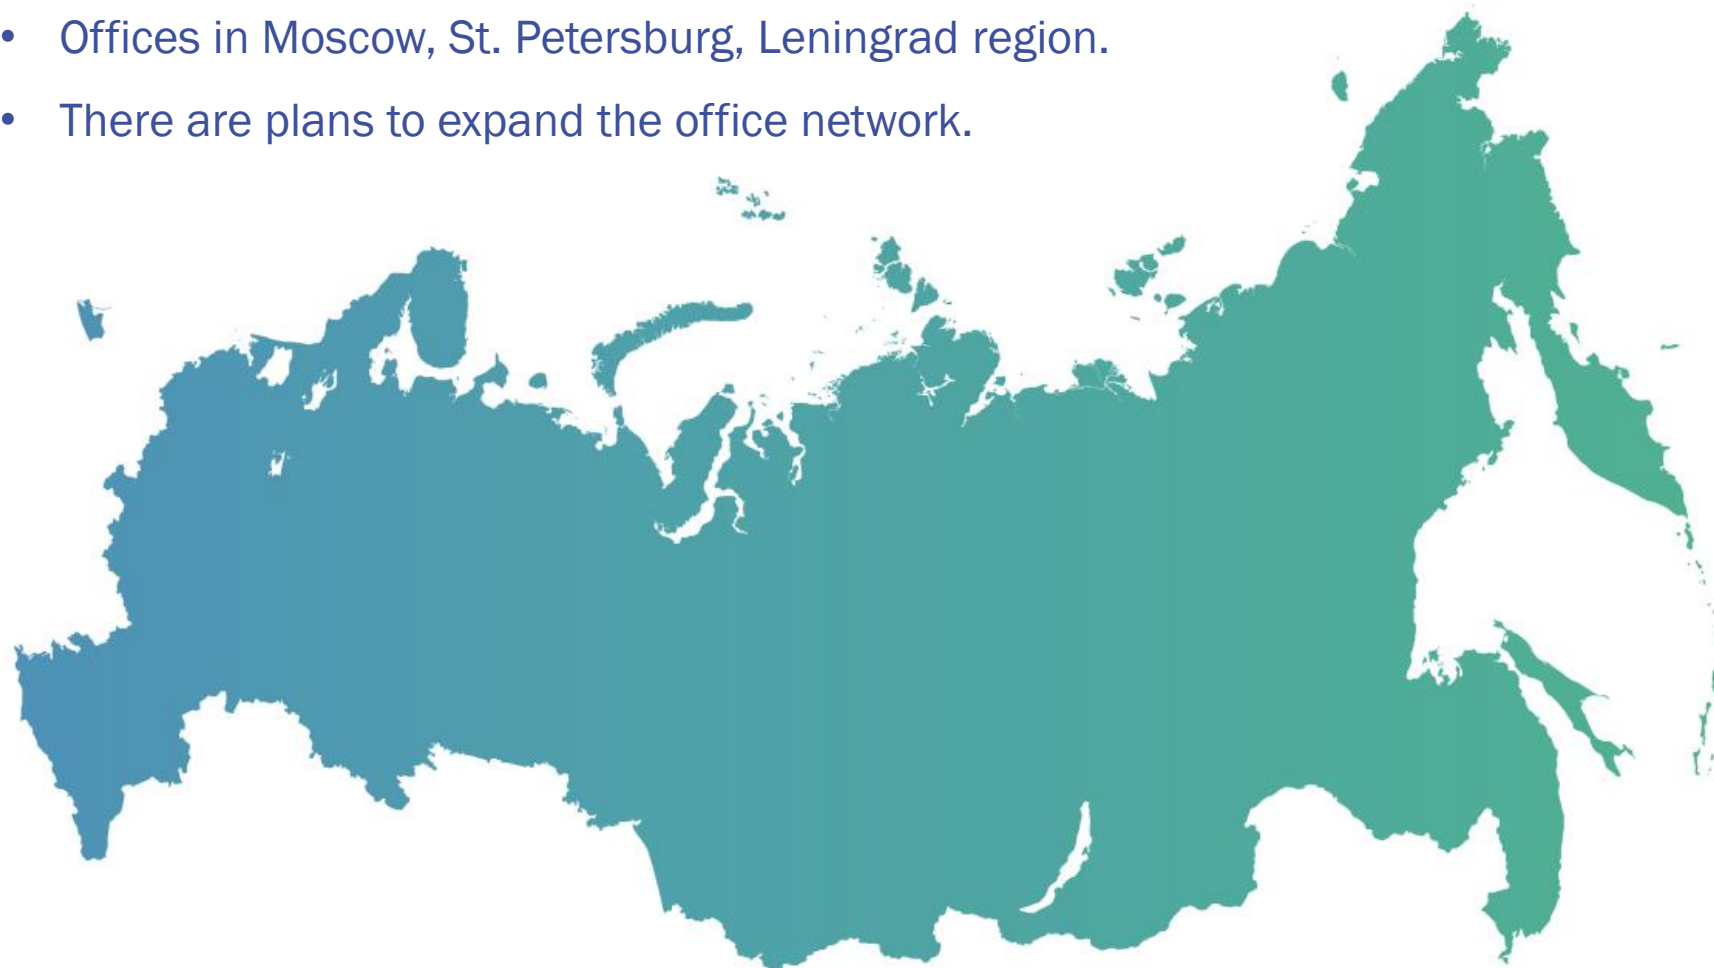 • Offices in Moscow, St. Petersburg, Leningrad region.
• There are plans to expand the office network.